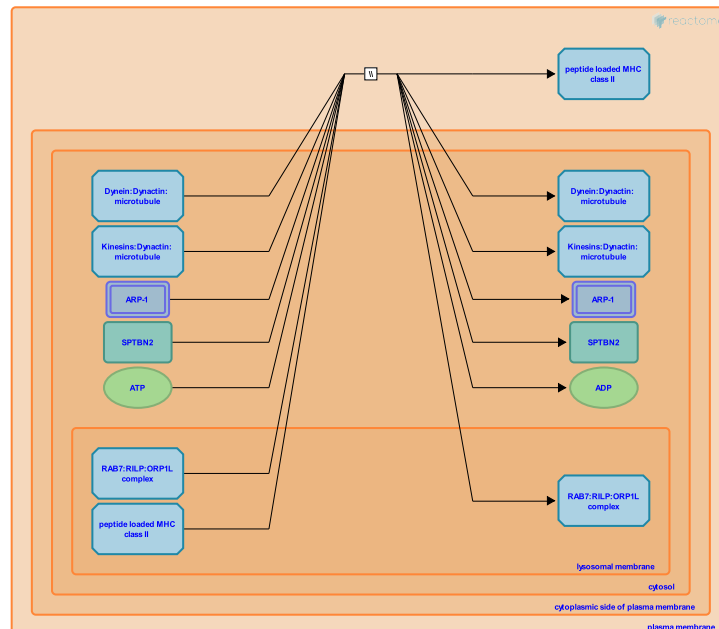 reactome
peptide loaded MHC
class II
\\
Dynein:Dynactin:
microtubule
Dynein:Dynactin:
microtubule
Kinesins:Dynactin:
microtubule
Kinesins:Dynactin:
microtubule
ARP-1
ARP-1
SPTBN2
SPTBN2
ATP
ADP
RAB7:RILP:ORP1L
complex
RAB7:RILP:ORP1L
complex
peptide loaded MHC
class II
lysosomal membrane
cytosol
cytoplasmic side of plasma membrane
plasma membrane